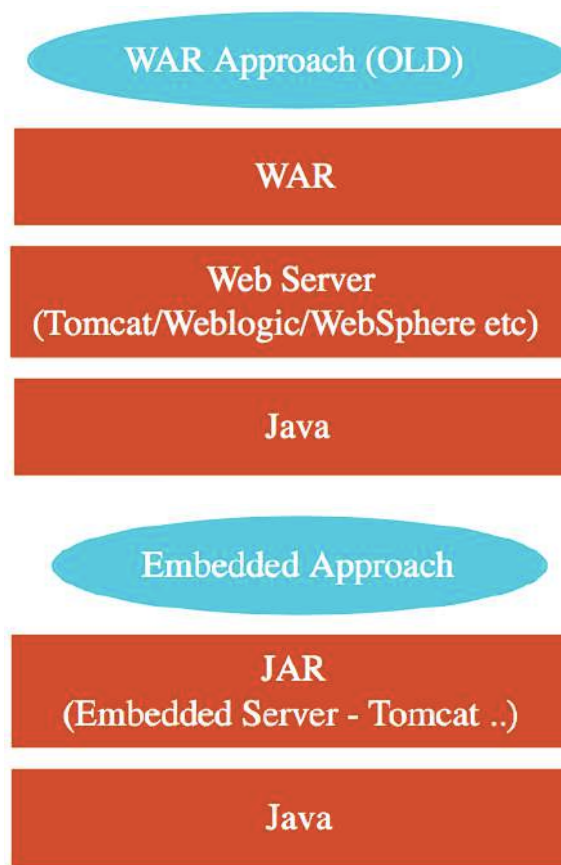 WAR Approach (OLD)
WAR
Web Server
(Tomcat/Weblogic/WebSphere etc)
Java
Embedded Approach
JAR
(Embedded Server - Tomcat ..)
Java